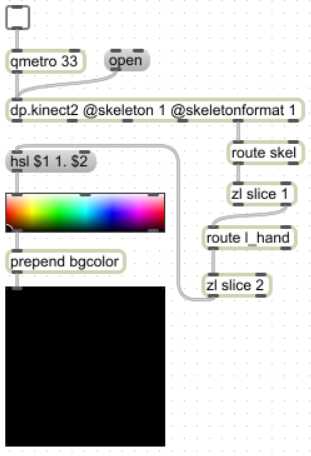 qmetro 33
open
dp.kinect2 @skeleton 1 @skeletonformat 1
route skel
hsl $1 1. $2
zl slice 1
route l_hand
prepend bgcolor
zl slice 2